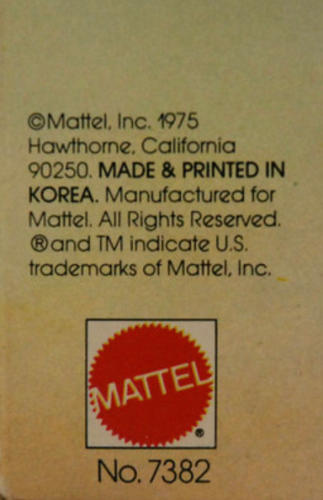 ©Mattel, Inc. 1975
Hawthorne, California
90250. MADE & PRINTED IN
KOREA. Manufactured for
Mattel. All Rights Reserved.
® and TM indicate U.S.
trademarks of Mattel, Inc.
MATTEL
®
No. 7382